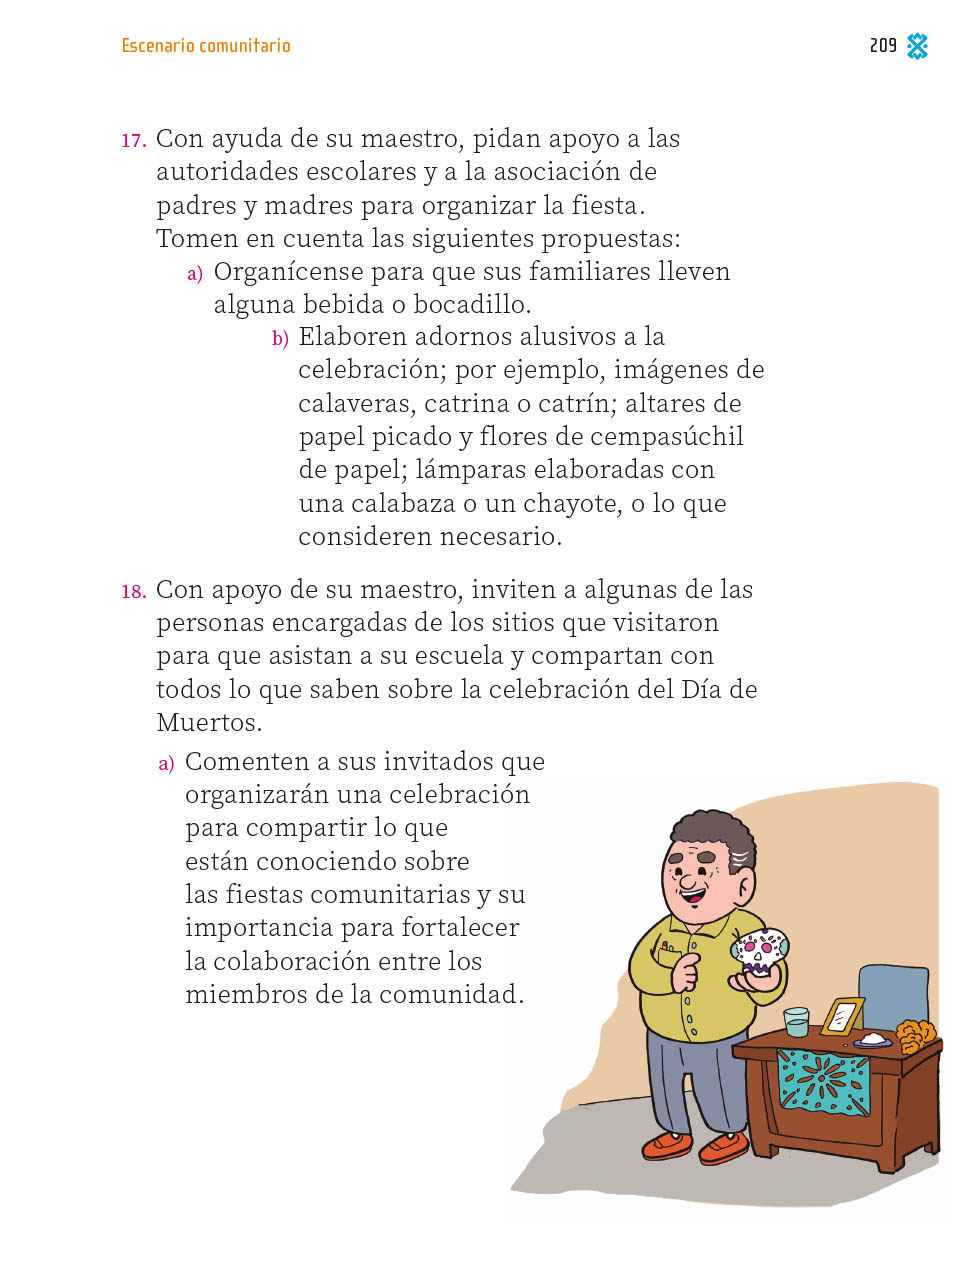 Escenario comunitario
209
17. Con ayuda de su maestro, pidan apoyo a las
autoridades escolares y a la asociación de
padres y madres para organizar la fiesta.
Tomen en cuenta las siguientes propuestas:
a) Organícense para que sus familiares lleven
alguna bebida o bocadillo.
b) Elaboren adornos alusivos a la
celebración; por ejemplo, imágenes de
calaveras, catrina o catrín; altares de
papel picado y flores de cempasúchil
de papel; lámparas elaboradas con
una calabaza o un chayote, o lo que
consideren necesario.
18. Con apoyo de su maestro, inviten a algunas de las
personas encargadas de los sitios que visitaron
para que asistan a su escuela y compartan con
todos lo que saben sobre la celebración del Día de
Muertos.
a) Comenten a sus invitados que
organizarán una celebración
para compartir lo que
están conociendo sobre
las fiestas comunitarias y su
importancia para fortalecer
la colaboración entre los
miembros de la comunidad.